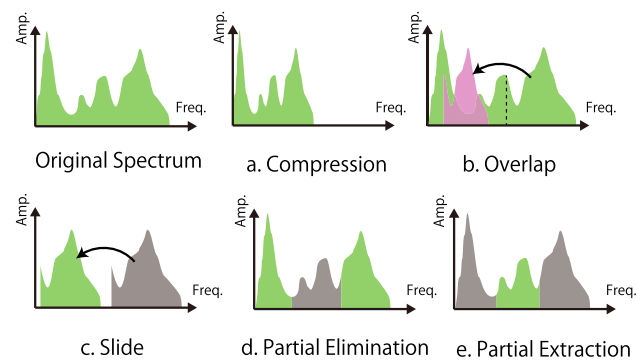 Amp.
Freq.
Original Spectrum
Amp.
Freq.
a. Compression
Amp.
Freq.
b. Overlap
Amp.
Freq.
c. Slide
Amp.
Freq.
d. Partial Elimination
Amp.
Freq.
e. Partial Extraction